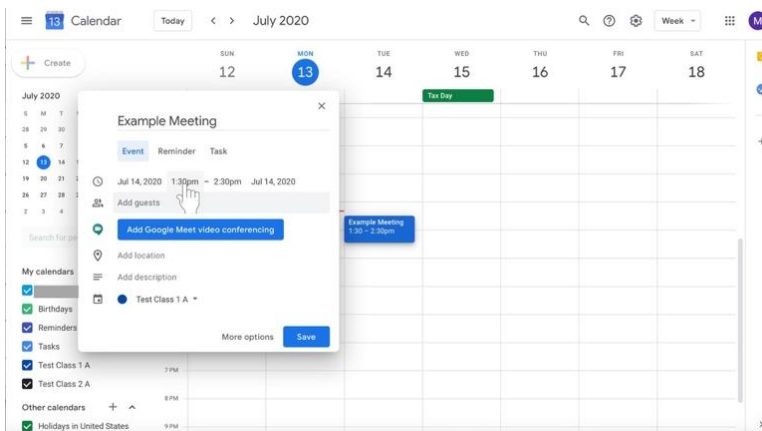 13 Calendar Today July 2020 Week M
Create
SUN MON TUE WED THU FRI SAT
12 13 14 15 16 17 18
Tax Day
July 2020
S M T
28 29 30
5 6 7
12 13 14
19 20 21
26 27 28
2 3 4
Search for pe
My calendars
Birthdays
Reminders
Tasks
Test Class 1 A
Test Class 2 A
Other calendars
Holidays in United States
Example Meeting
Event Reminder Task
Jul 14, 2020 1:30pm – 2:30pm Jul 14, 2020
Add guests
Add Google Meet video conferencing
Add location
Add description
Test Class 1 A
More options Save
Example Meeting
1:30 – 2:30pm
7 PM
8 PM
9 PM